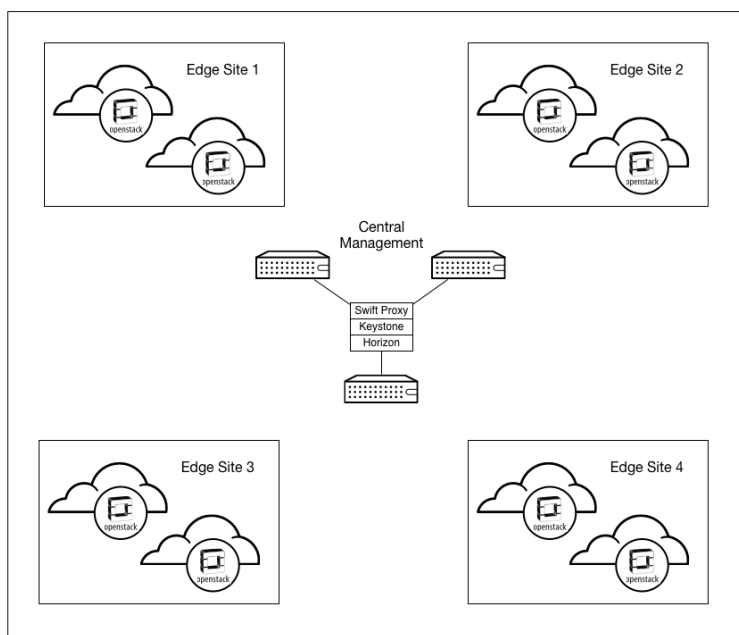 Edge Site 1
openstack
openstack
Edge Site 2
openstack
openstack
Central
Management
Swift Proxy
Keystone
Horizon
Edge Site 3
openstack
openstack
Edge Site 4
openstack
openstack